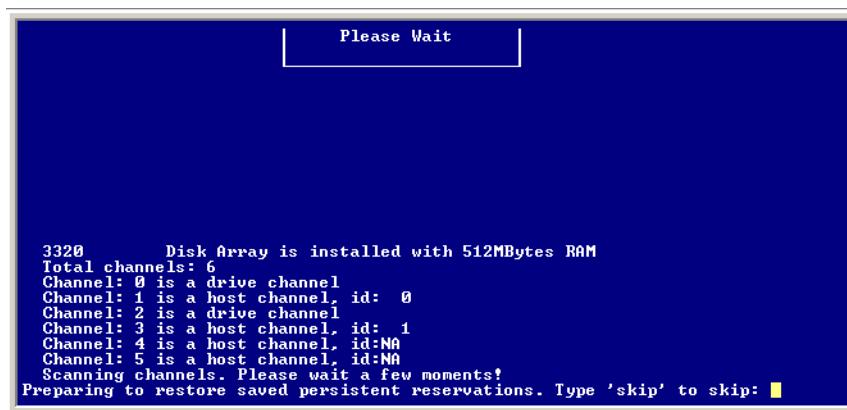 Please Wait
3320 Disk Array is installed with 512MBytes RAM
Total channels: 6
Channel: 0 is a drive channel
Channel: 1 is a host channel, id: 0
Channel: 2 is a drive channel
Channel: 3 is a host channel, id: 1
Channel: 4 is a host channel, id:NA
Channel: 5 is a host channel, id:NA
Scanning channels. Please wait a few moments!
Preparing to restore saved persistent reservations. Type 'skip' to skip: